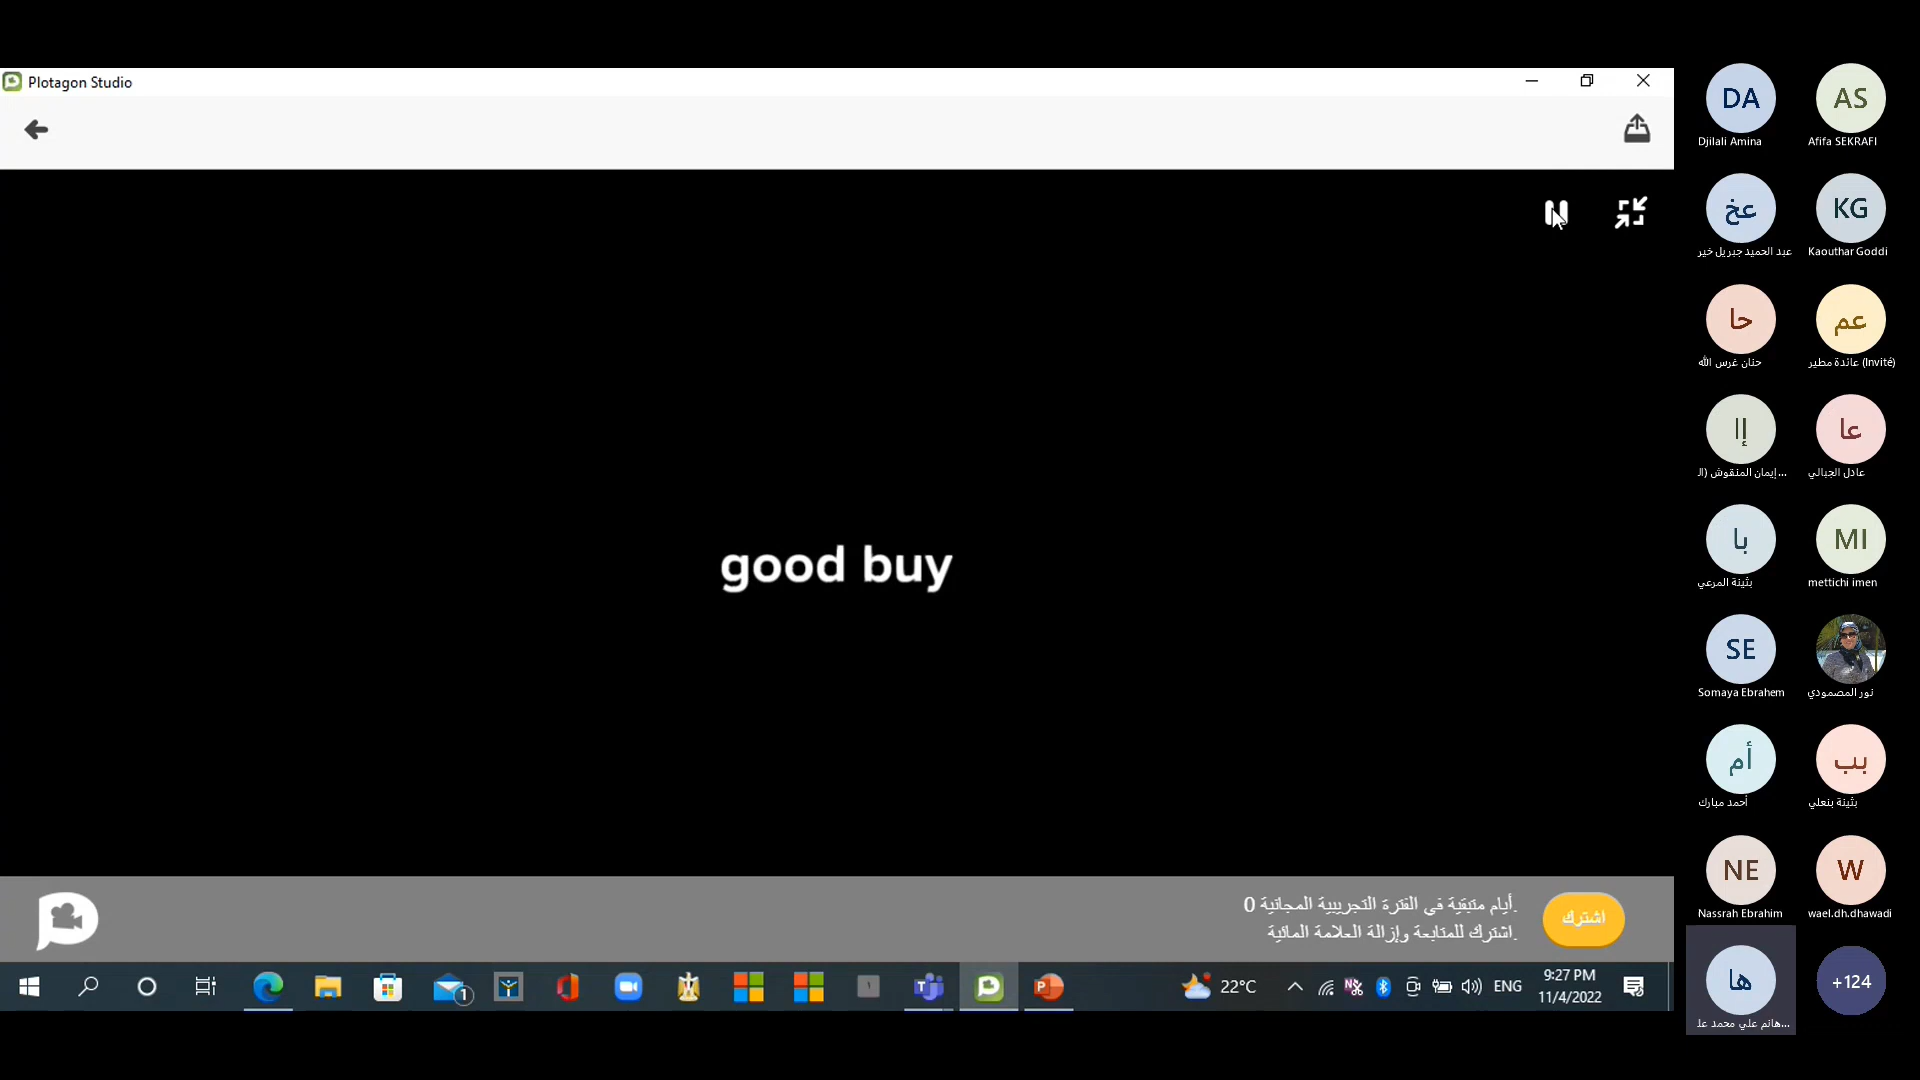 Plotagon Studio
good buy
.أيام متبقية في الفترة التجريبية المجانية 0
.اشترك للمتابعة وإزالة العلامة المائية
اشترك
1
22°C
ENG
9:27 PM
11/4/2022
DA
Djilali Amina
AS
Afifa SEKRAFI
عخ
عبد الحميد جبريل خير
KG
Kaouthar Goddi
حا
حنان غرس الله
عم
عائدة مطير (Invité)
إا
إيمان المنقوش (ال...
عا
عادل الجبالي
با
بثينة المرعي
MI
mettichi imen
SE
Somaya Ebrahem
نور المصمودي
أم
أحمد مبارك
بب
بثينة بنعلي
NE
Nassrah Ebrahim
W
wael.dh.dhawadi
ها
هانم علي محمد عل...
+124